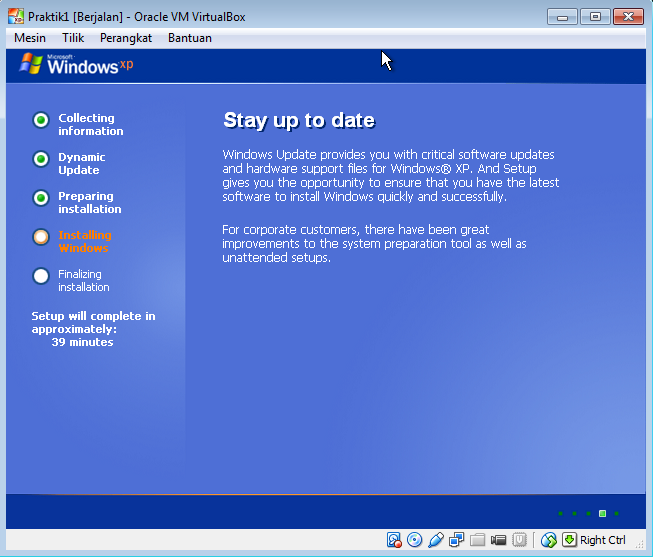 Praktik1 [Berjalan] - Oracle VM VirtualBox
Mesin Tilik Perangkat Bantuan
Microsoft
Windows xp
Collecting
information
Dynamic
Update
Preparing
installation
Installing
Windows
Finalizing
installation
Setup will complete in
approximately:
39 minutes
Stay up to date
Windows Update provides you with critical software updates
and hardware support files for Windows® XP. And Setup
gives you the opportunity to ensure that you have the latest
software to install Windows quickly and successfully.
For corporate customers, there have been great
improvements to the system preparation tool as well as
unattended setups.
Right Ctrl